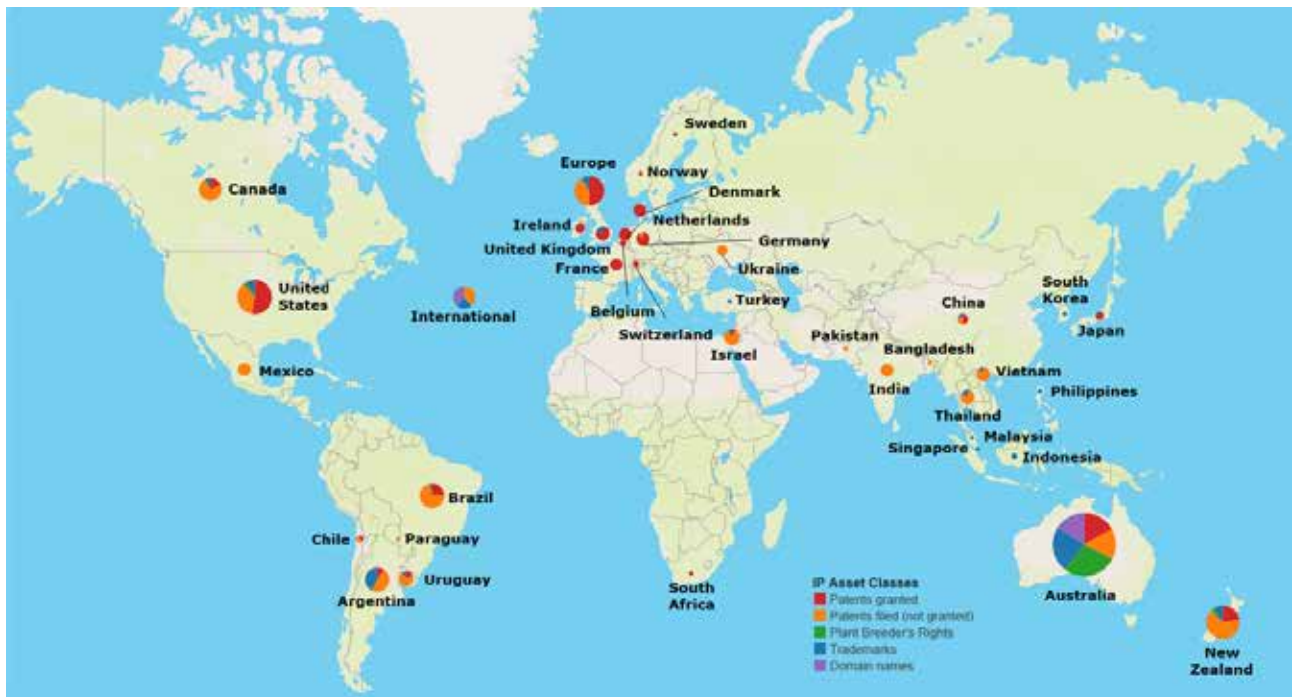 Sweden
Europe
Norway
Canada
Denmark
Ireland
Netherlands
United Kingdom
Germany
France
Ukraine
United
States
International
Belgium
Turkey
South
Korea
China
Japan
Switzerland
Israel
Pakistan
Bangladesh
Mexico
India
Vietnam
Philippines
Thailand
Malaysia
Singapore
Indonesia
Brazil
Chile
Paraguay
Uruguay
Argentina
South
Africa
Australia
New
Zealand
IP Asset Classes
Patents granted
Patents filed (not granted)
Plant Breeder's Rights
Trademarks
Domain names